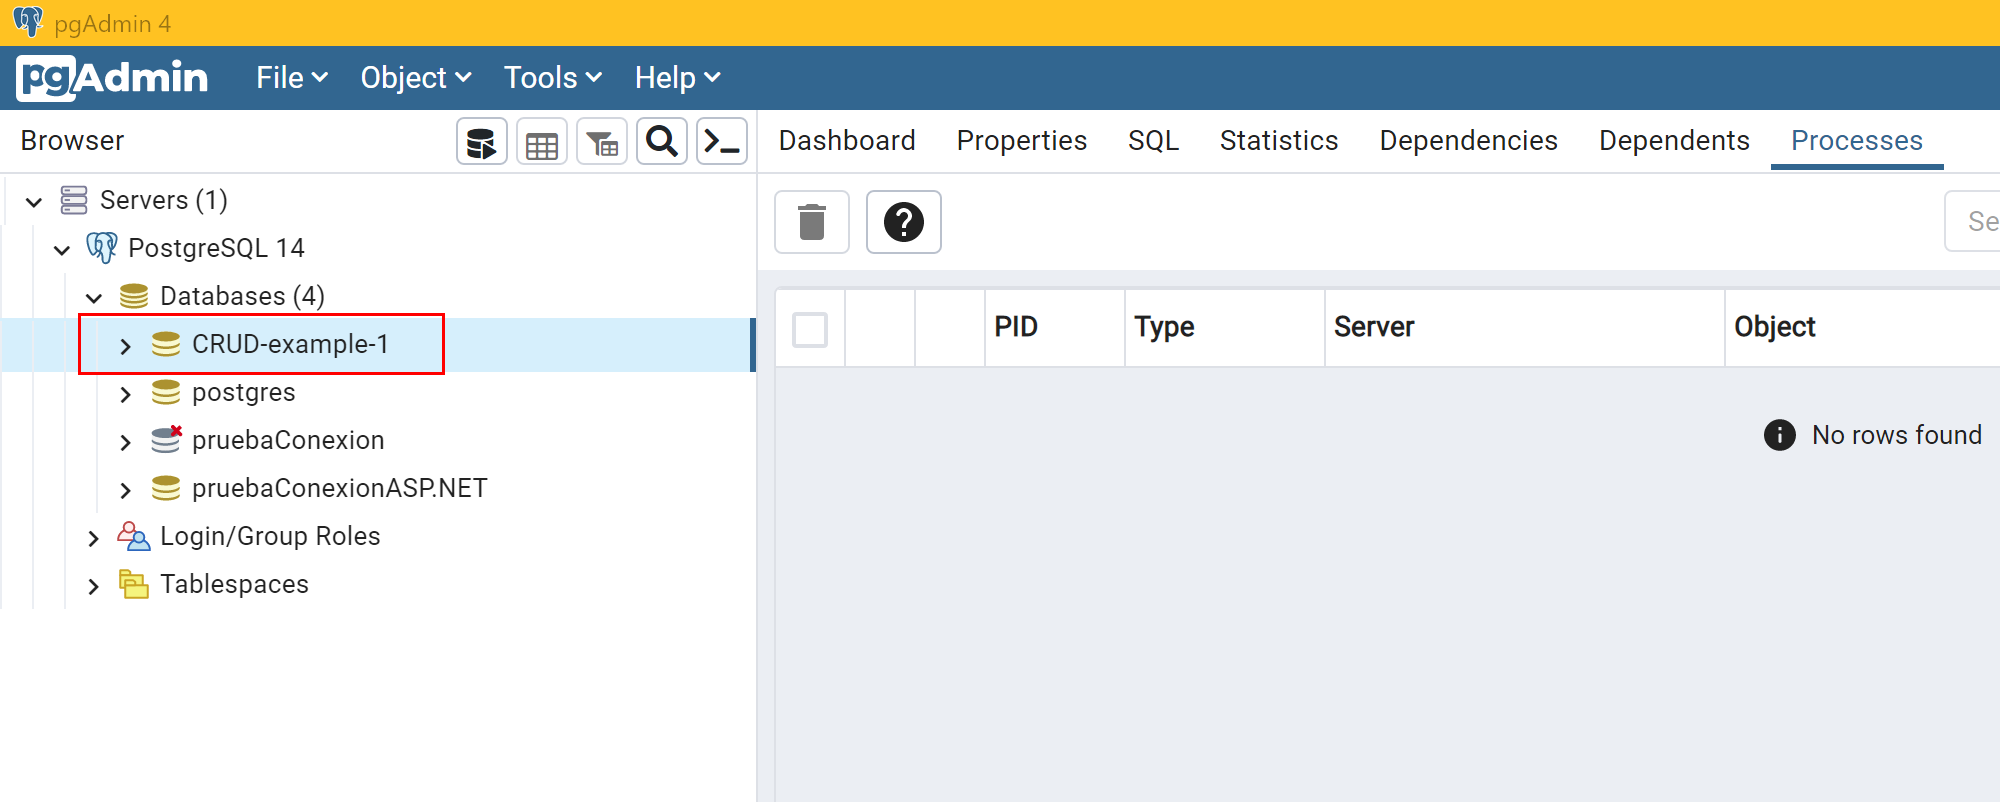 pgAdmin 4
pgAdmin File Object Tools Help
Browser
Dashboard Properties SQL Statistics Dependencies Dependents Processes
Servers (1)
PostgreSQL 14
Databases (4)
CRUD-example-1
postgres
pruebaConexion
pruebaConexionASP.NET
Login/Group Roles
Tablespaces
Se
PID Type Server Object
No rows found